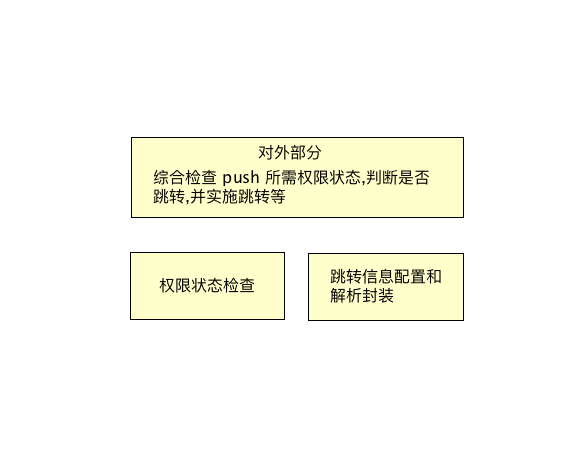 对外部分
综合检查 push 所需权限状态,判断是否
跳转,并实施跳转等
权限状态检查
跳转信息配置和
解析封装